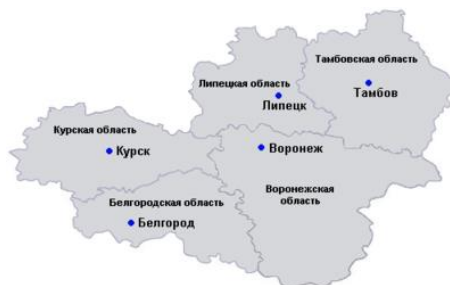 Тамбовская область
Тамбов
Липецкая область
Липецк
Курская область
Курск
Воронеж
Воронежская
область
Белгородская область
Белгород